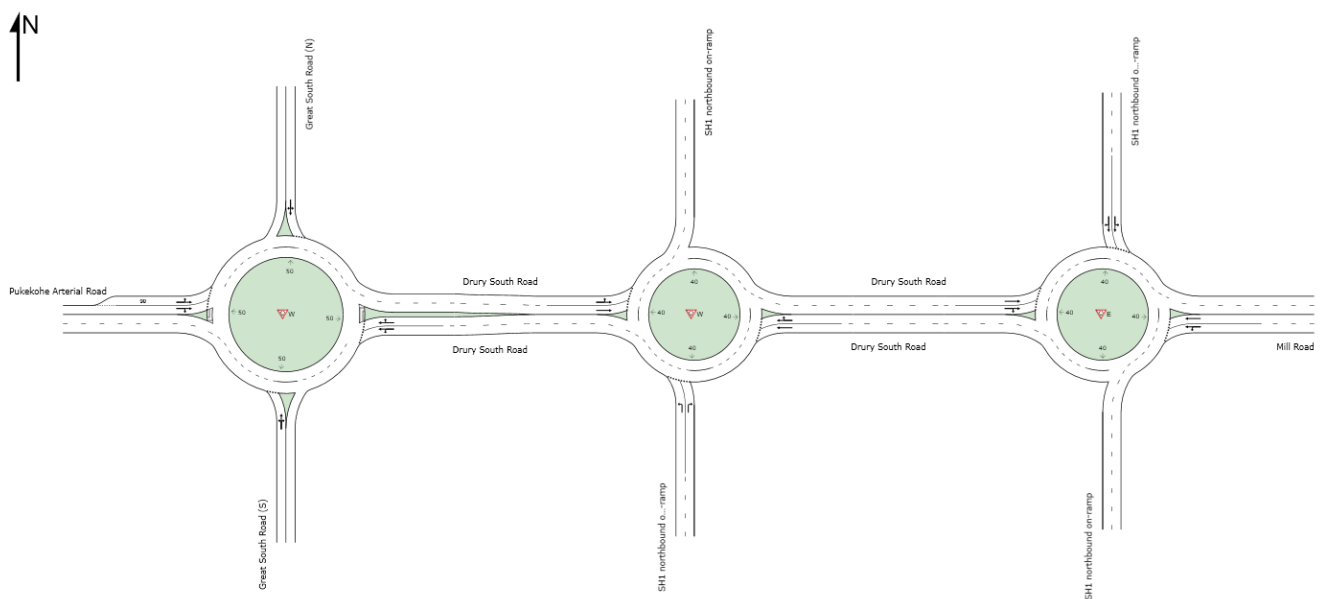 N
Great South Road (N)
SH1 northbound on-ramp
SH1 northbound o...-ramp
Pukekohe Arterial Road
30
Drury South Road
Drury South Road
50
50
50
50
W
40
40
40
40
W
40
40
40
40
E
Drury South Road
Drury South Road
Mill Road
Great South Road (S)
SH1 northbound o...-ramp
SH1 northbound on-ramp